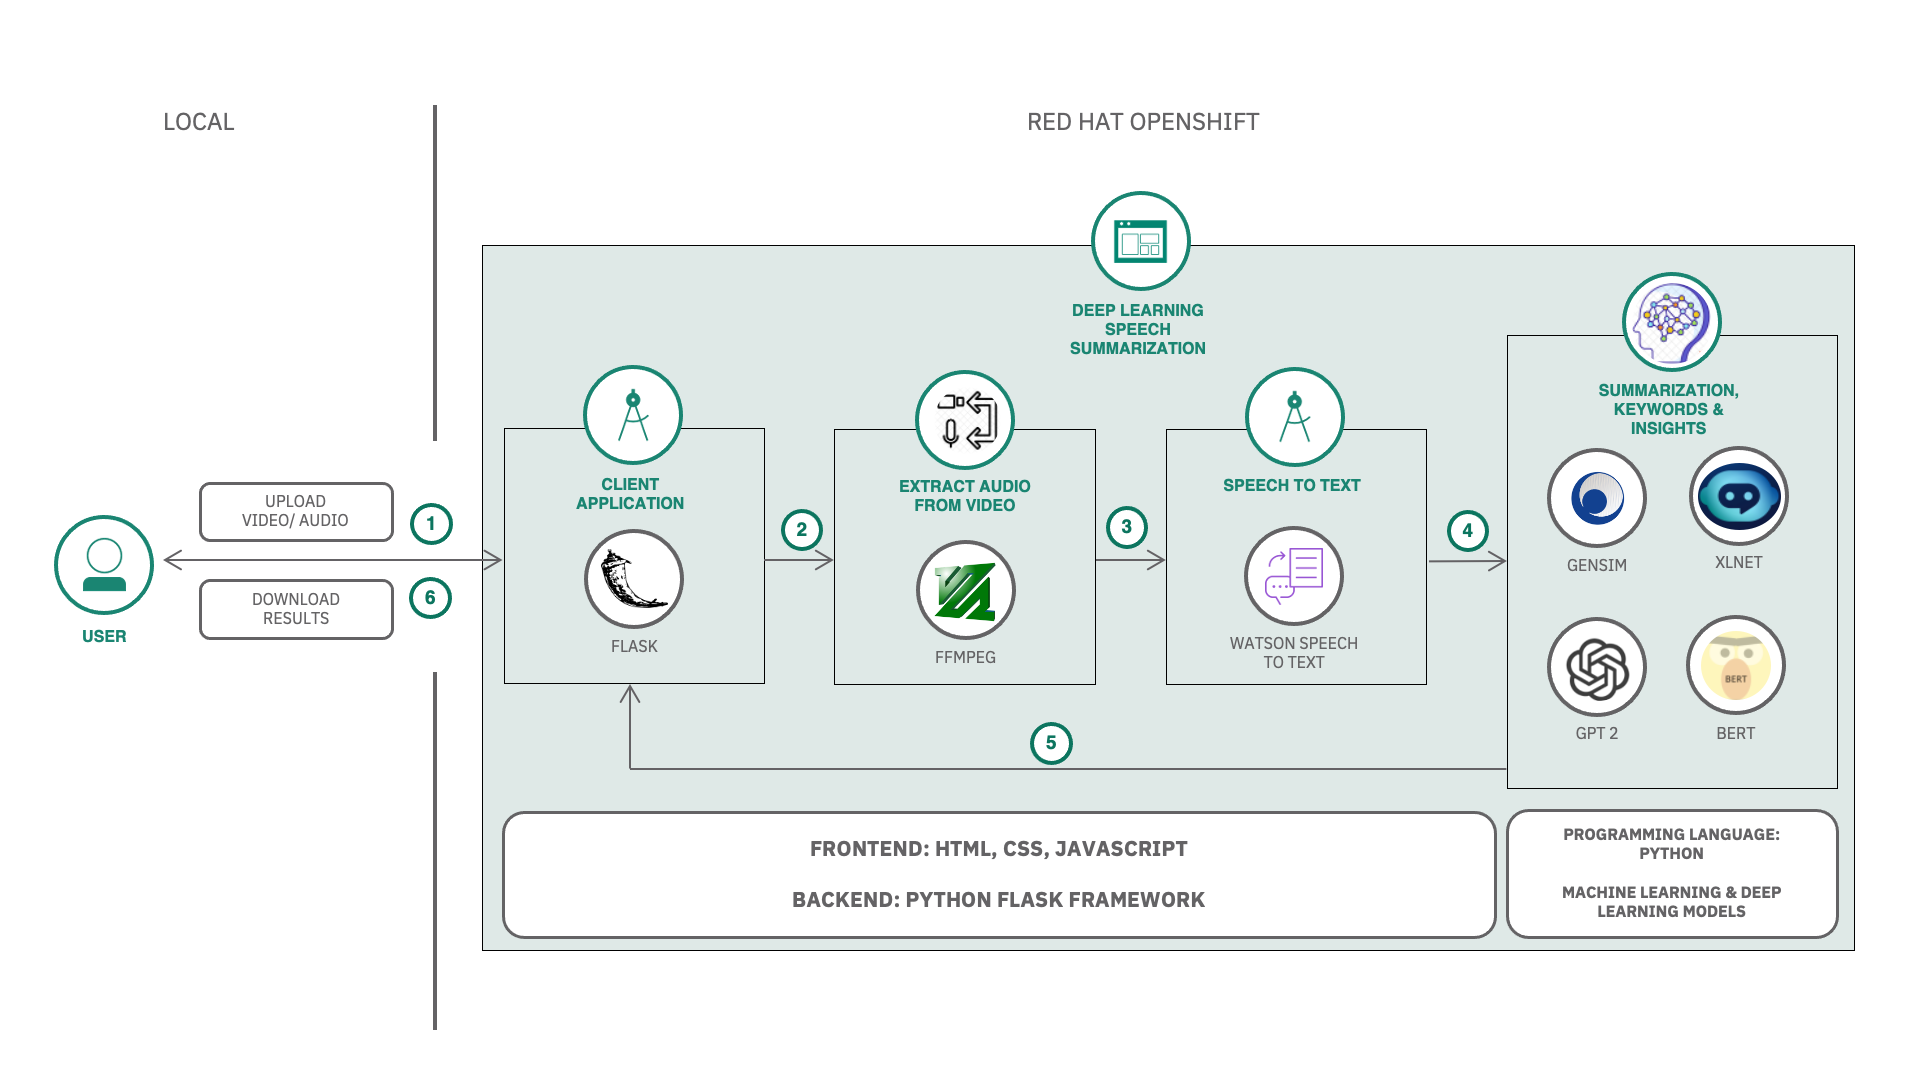 LOCAL
RED HAT OPENSHIFT
DEEP LEARNING
SPEECH
SUMMARIZATION
UPLOAD
VIDEO/ AUDIO
1
DOWNLOAD
RESULTS
6
USER
CLIENT
APPLICATION
FLASK
2
EXTRACT AUDIO
FROM VIDEO
FFMPEG
3
SPEECH TO TEXT
WATSON SPEECH
TO TEXT
4
SUMMARIZATION,
KEYWORDS &
INSIGHTS
GENSIM
XLNET
GPT 2
BERT
BERT
5
FRONTEND: HTML, CSS, JAVASCRIPT
BACKEND: PYTHON FLASK FRAMEWORK
PROGRAMMING LANGUAGE:
PYTHON
MACHINE LEARNING & DEEP
LEARNING MODELS